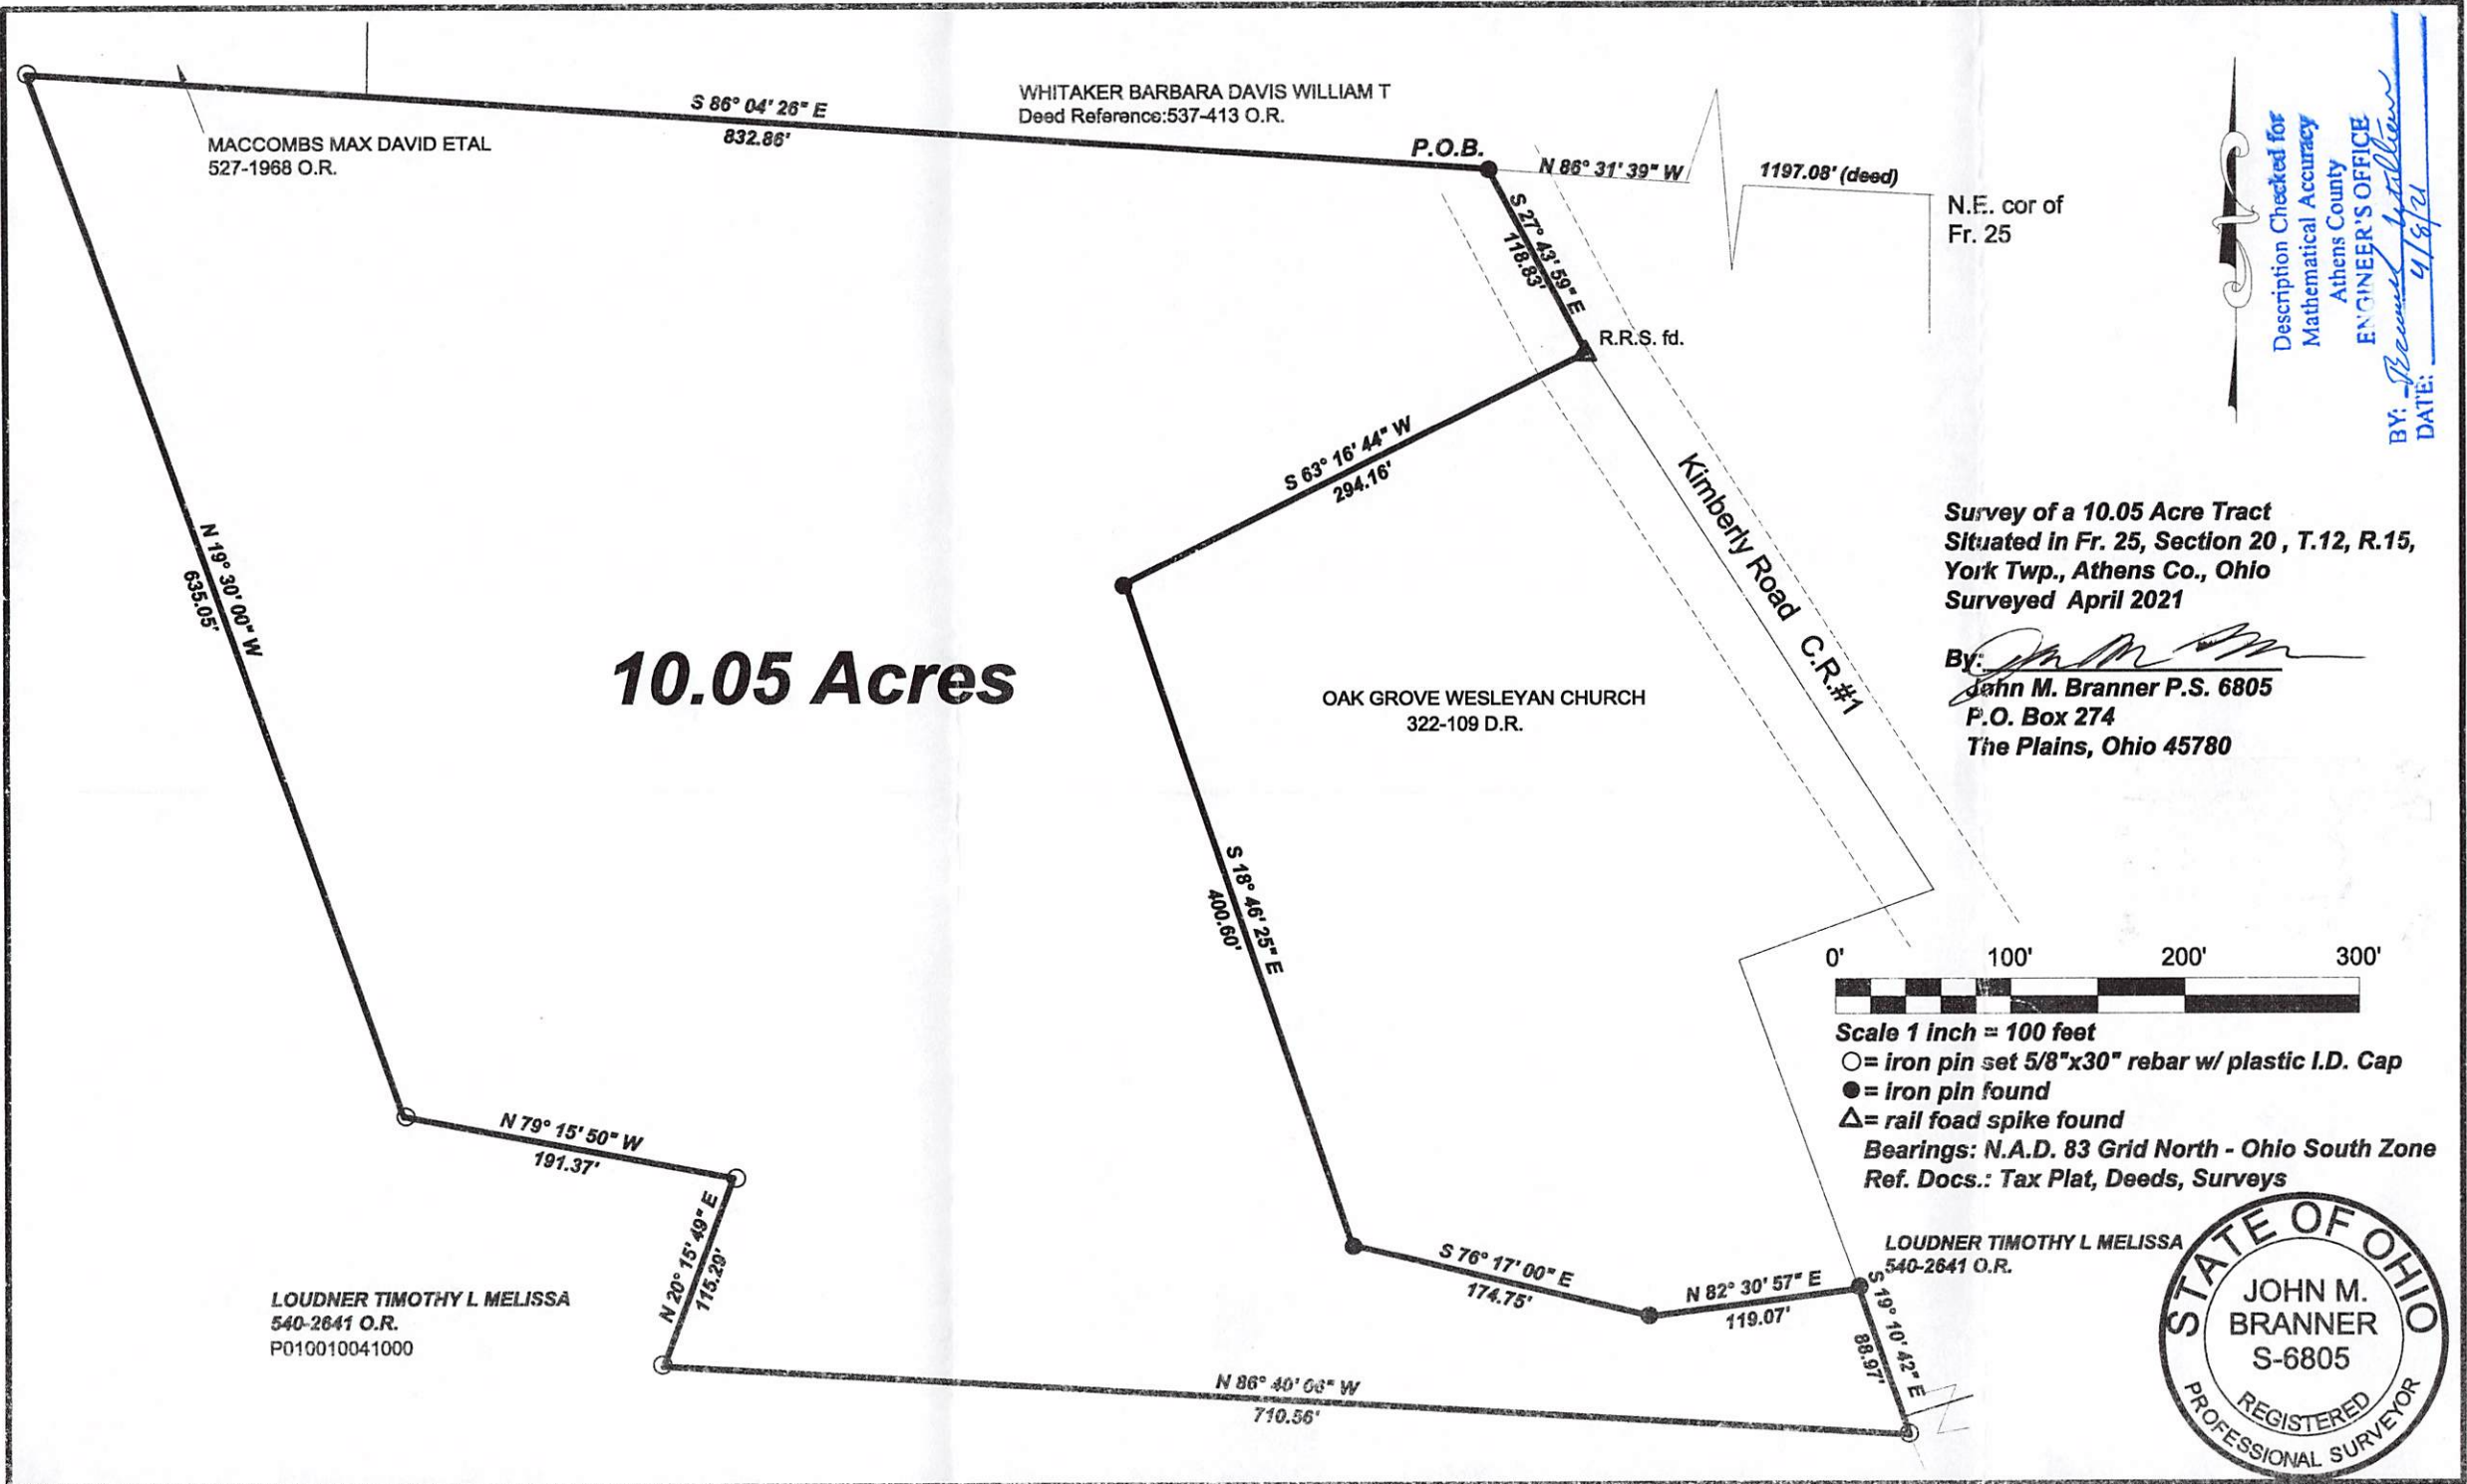 S 86° 04' 26" E
832.86'
WHITAKER BARBARA DAVIS WILLIAM T
Deed Reference:537-413 O.R.
MACCOMBS MAX DAVID ETAL
527-1968 O.R.
P.O.B.
N 86° 31' 39" W
1197.08' (deed)
N.E. cor of
Fr. 25
S 27° 43' 59" E
118.83'
R.R.S. fd.
Description Checked for
Mathematical Accuracy
Athens County
ENGINEER'S OFFICE
BY:
DATE: 4/8/21
S 63° 16' 44" W
294.16'
Kimberly Road C.R.#1
N 19° 30' 00" W
635.05'
10.05 Acres
OAK GROVE WESLEYAN CHURCH
322-109 D.R.
Survey of a 10.05 Acre Tract
Situated in Fr. 25, Section 20 , T.12, R.15,
York Twp., Athens Co., Ohio
Surveyed April 2021
By:
John M. Branner P.S. 6805
P.O. Box 274
The Plains, Ohio 45780
S 18° 46' 25" E
400.60'
0' 100' 200' 300'
Scale 1 inch = 100 feet
O= iron pin set 5/8"x30" rebar w/ plastic I.D. Cap
●= iron pin found
Δ= rail foad spike found
Bearings: N.A.D. 83 Grid North - Ohio South Zone
Ref. Docs.: Tax Plat, Deeds, Surveys
N 79° 15' 50" W
191.37'
N 20° 15' 49" E
115.29'
S 76° 17' 00" E
174.75'
N 82° 30' 57" E
119.07'
LOUDNER TIMOTHY L MELISSA
540-2641 O.R.
S 19° 10' 42" E
88.97'
LOUDNER TIMOTHY L MELISSA
540-2641 O.R.
P010010041000
N 86° 40' 06" W
710.56'
STATE OF OHIO
JOHN M.
BRANNER
S-6805
REGISTERED
PROFESSIONAL SURVEYOR